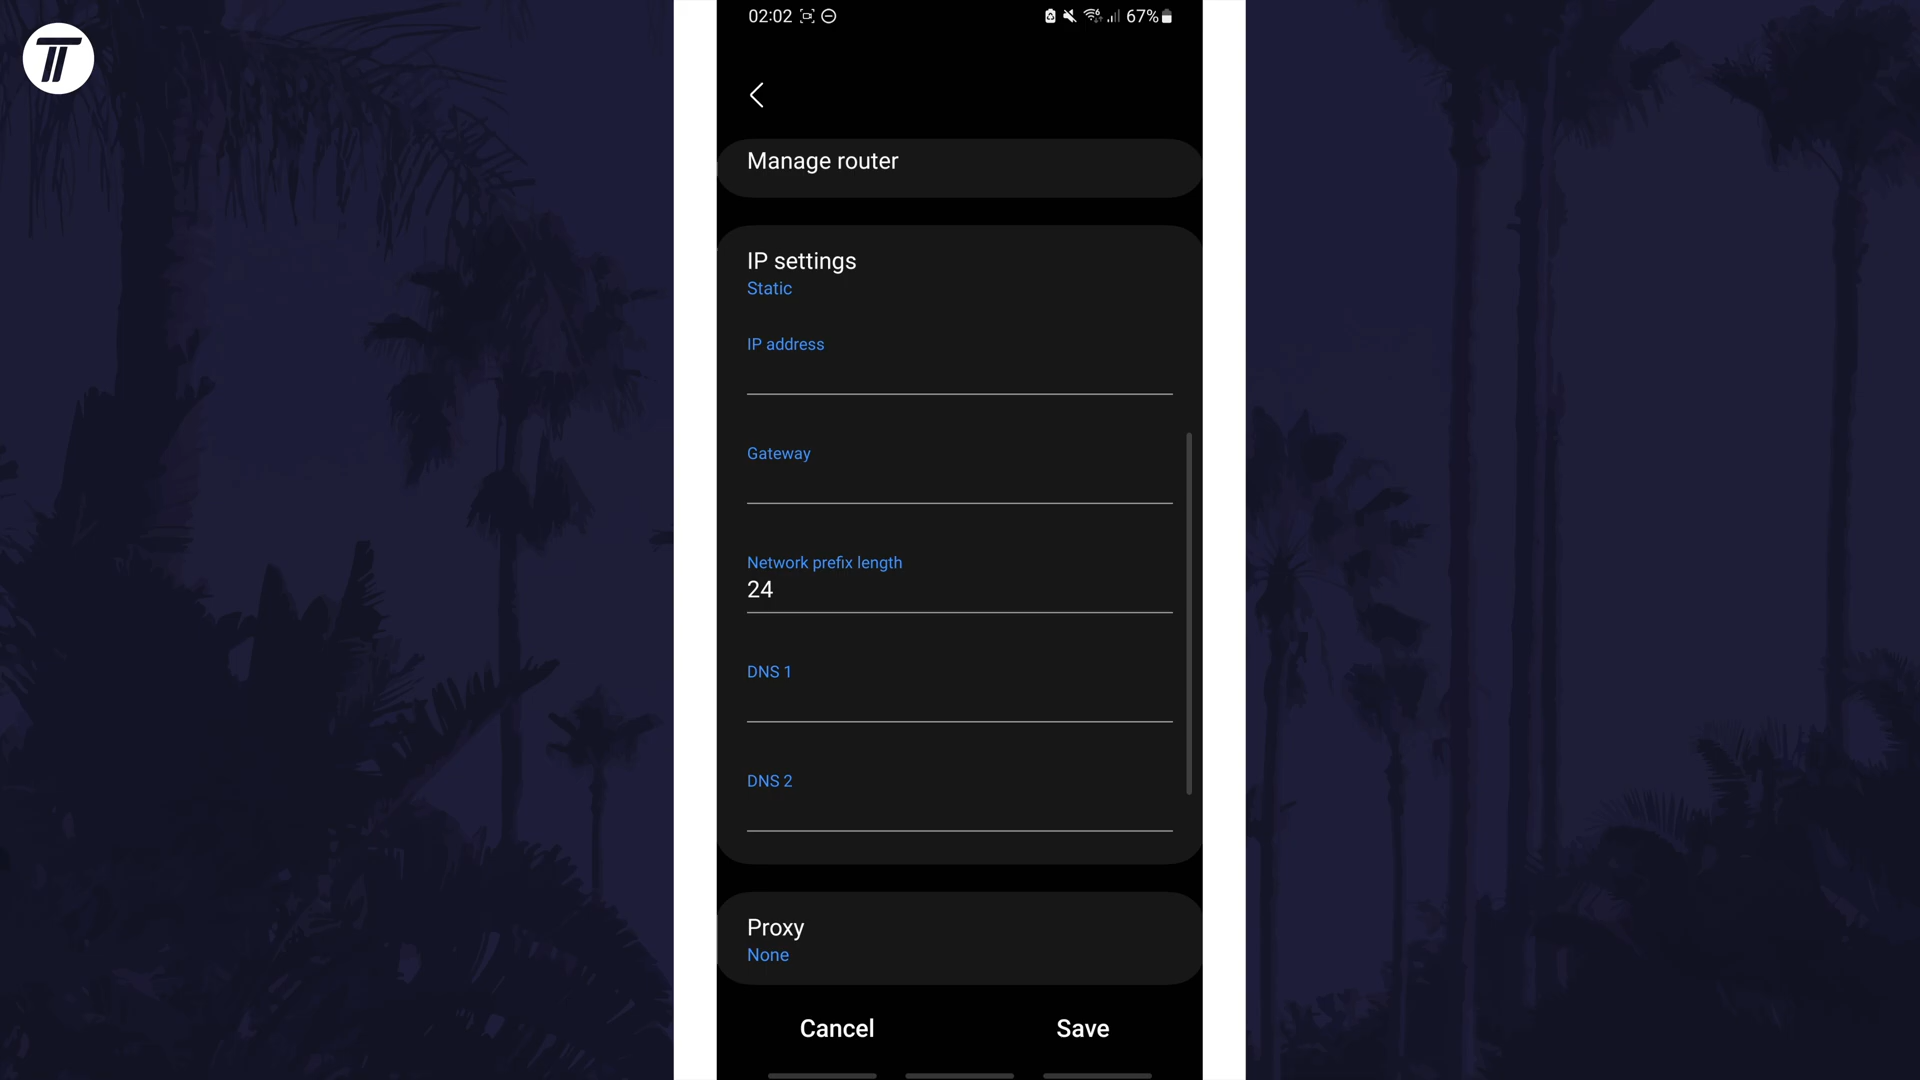 02:02 67%
Manage router
IP settings
Static
IP address
Gateway
Network prefix length
24
DNS 1
DNS 2
Proxy
None
Cancel Save